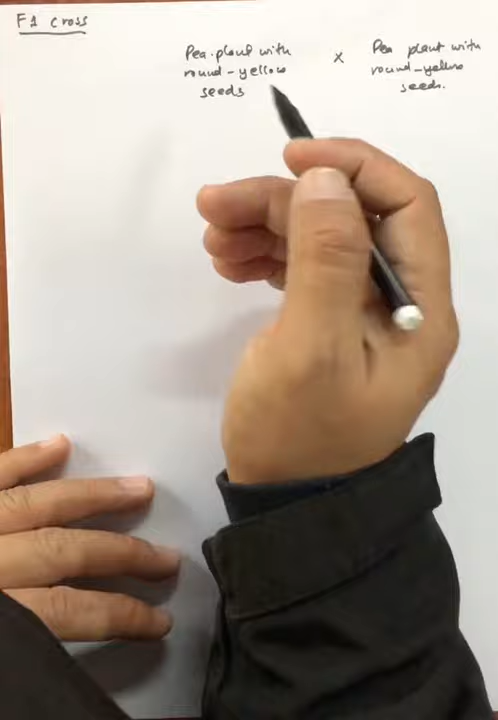 F1 cross
Pea plant with
round-yellow
seeds
x
Pea plant with
round-yellow
seeds.